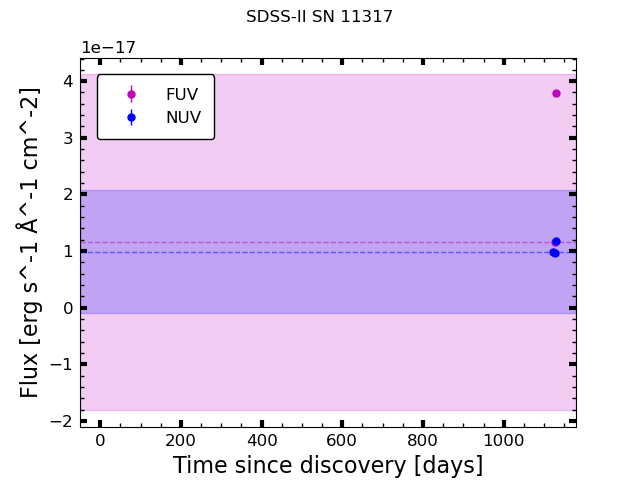 SDSS-II SN 11317
1e−17
FUV
NUV
4
3
2
1
0
−1
−2
Flux [erg s^-1 Å^-1 cm^-2]
0 200 400 600 800 1000
Time since discovery [days]